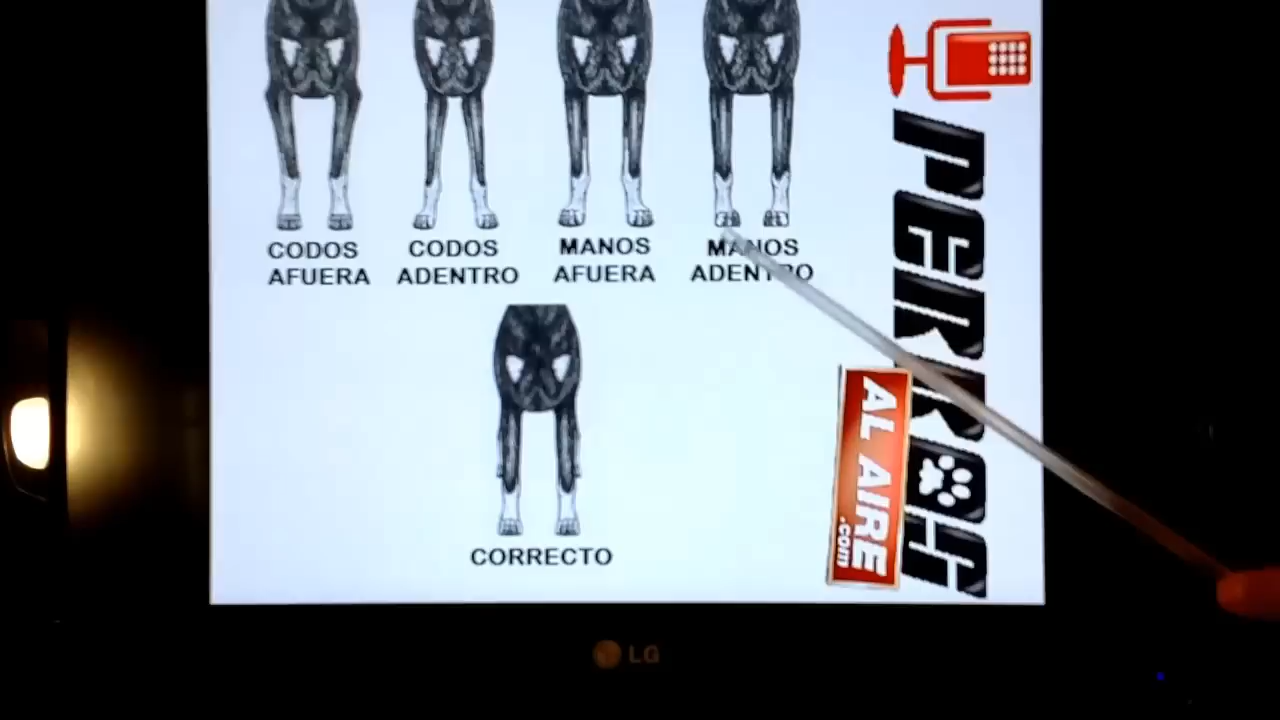 CODOS
AFUERA
CODOS
ADENTRO
MANOS
AFUERA
MANOS
ADENTRO
CORRECTO
PERROS
AL AIRE
.com
LG